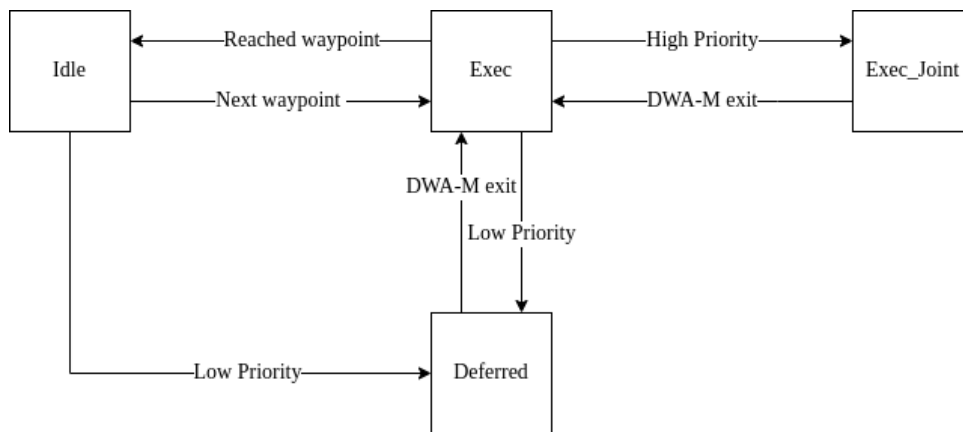 Reached waypoint
High Priority
Idle
Exec
Exec_Joint
Next waypoint
DWA-M exit
DWA-M exit
Low Priority
Low Priority
Deferred